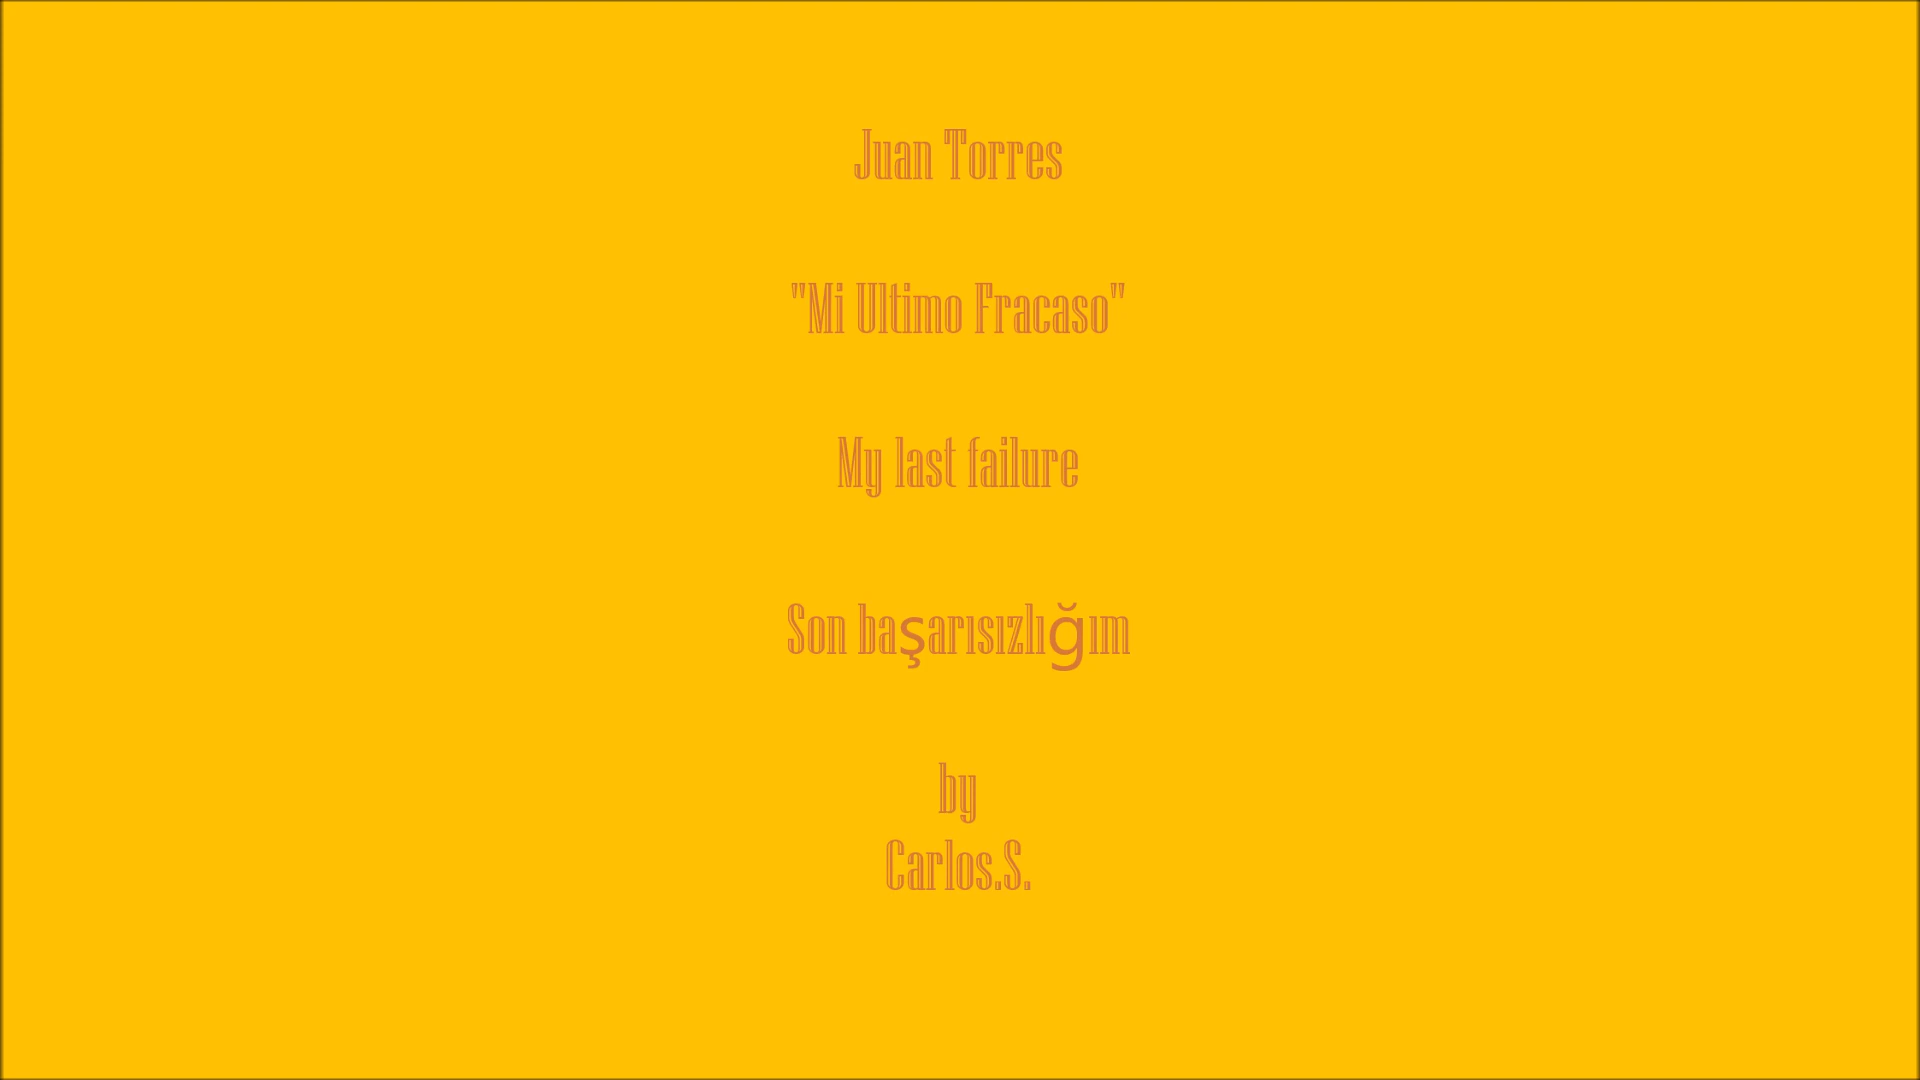 Juan Torres
"Mi Ultimo Fracaso"
My last failure
Son başarısızlığım
by
Carlos.S.